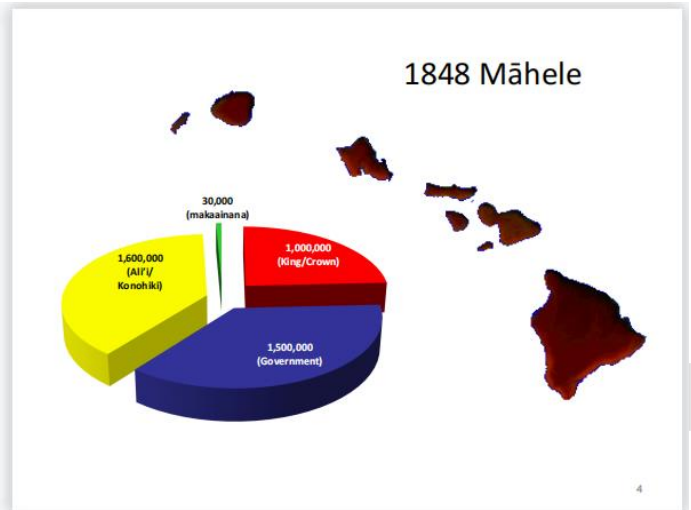 1848 Māhele
30,000
(makaainana)
1,000,000
(King/Crown)
1,600,000
(Ali'i/
Konohiki)
1,500,000
(Government)
4